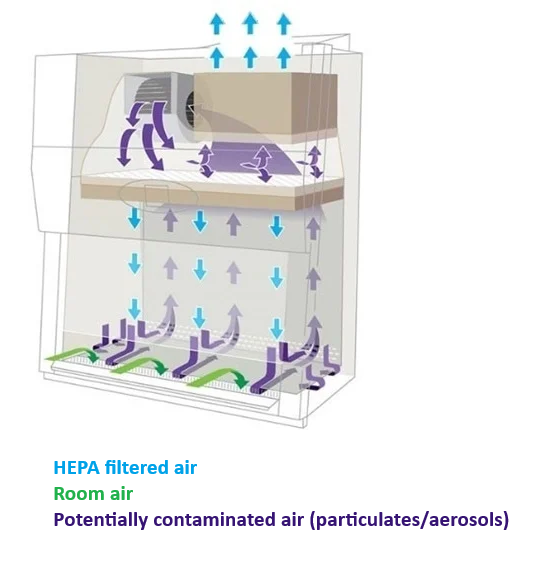 HEPA filtered air
Room air
Potentially contaminated air (particulates/aerosols)